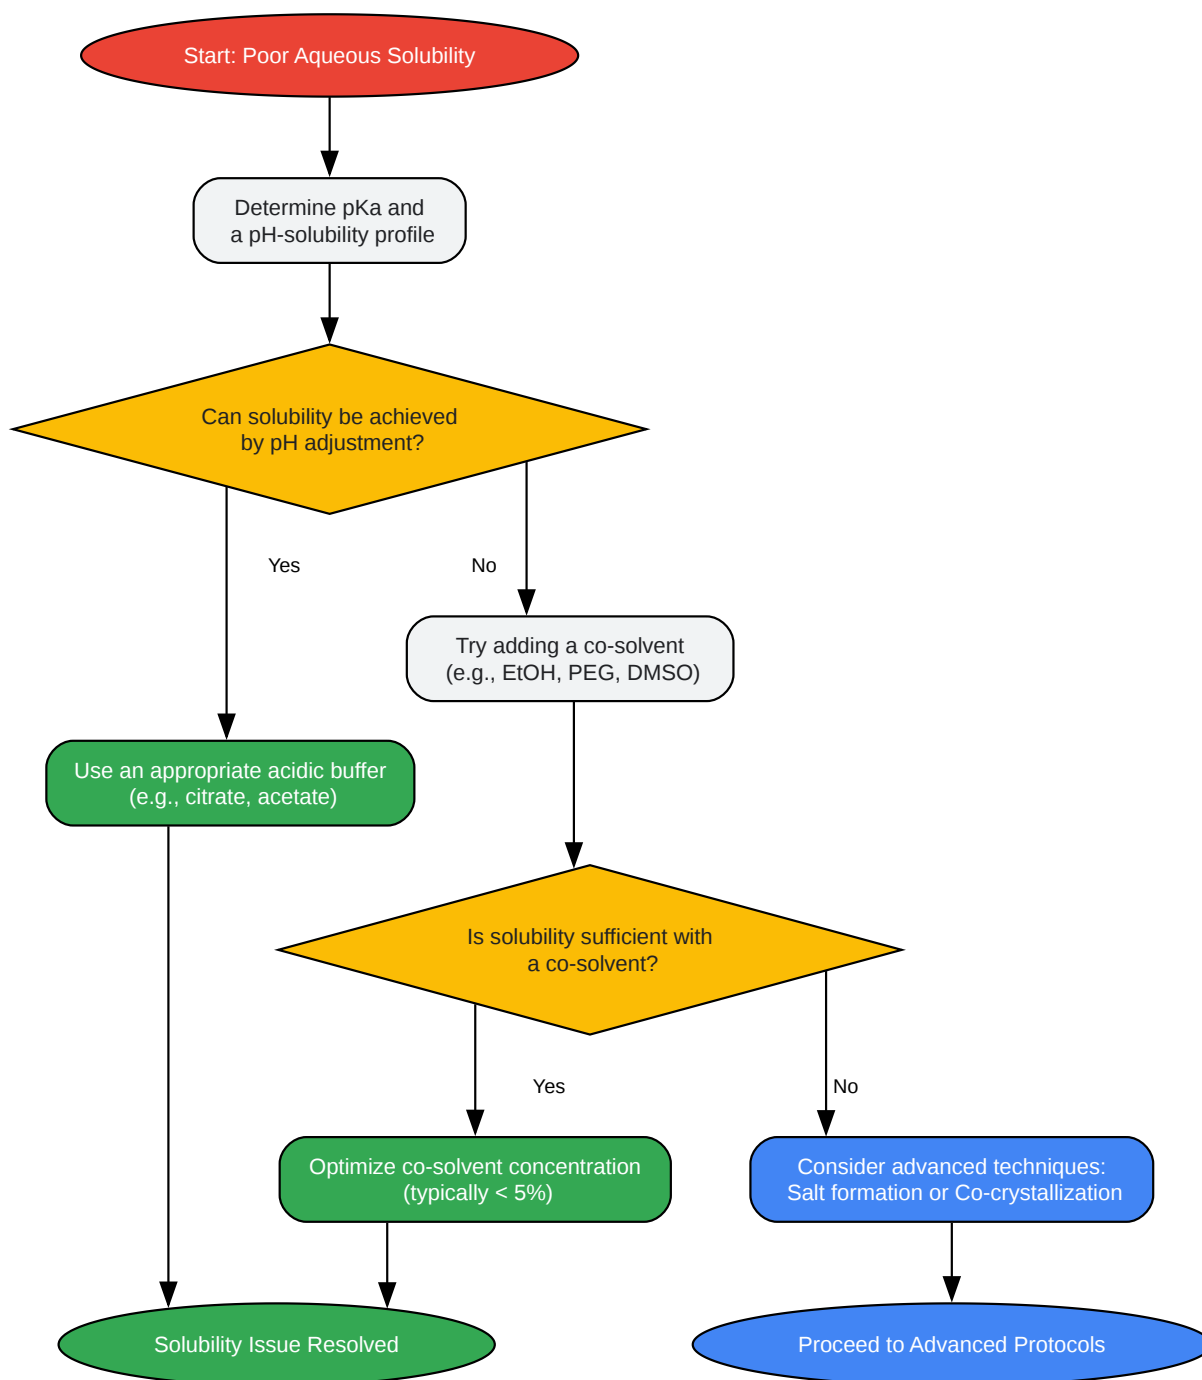 Start: Poor Aqueous Solubility
Determine pKa and
a pH-solubility profile
Can solubility be achieved
by pH adjustment?
Yes
No
Try adding a co-solvent
(e.g., EtOH, PEG, DMSO)
Use an appropriate acidic buffer
(e.g., citrate, acetate)
Is solubility sufficient with
a co-solvent?
Yes
No
Optimize co-solvent concentration
(typically < 5%)
Consider advanced techniques:
Salt formation or Co-crystallization
Solubility Issue Resolved
Proceed to Advanced Protocols